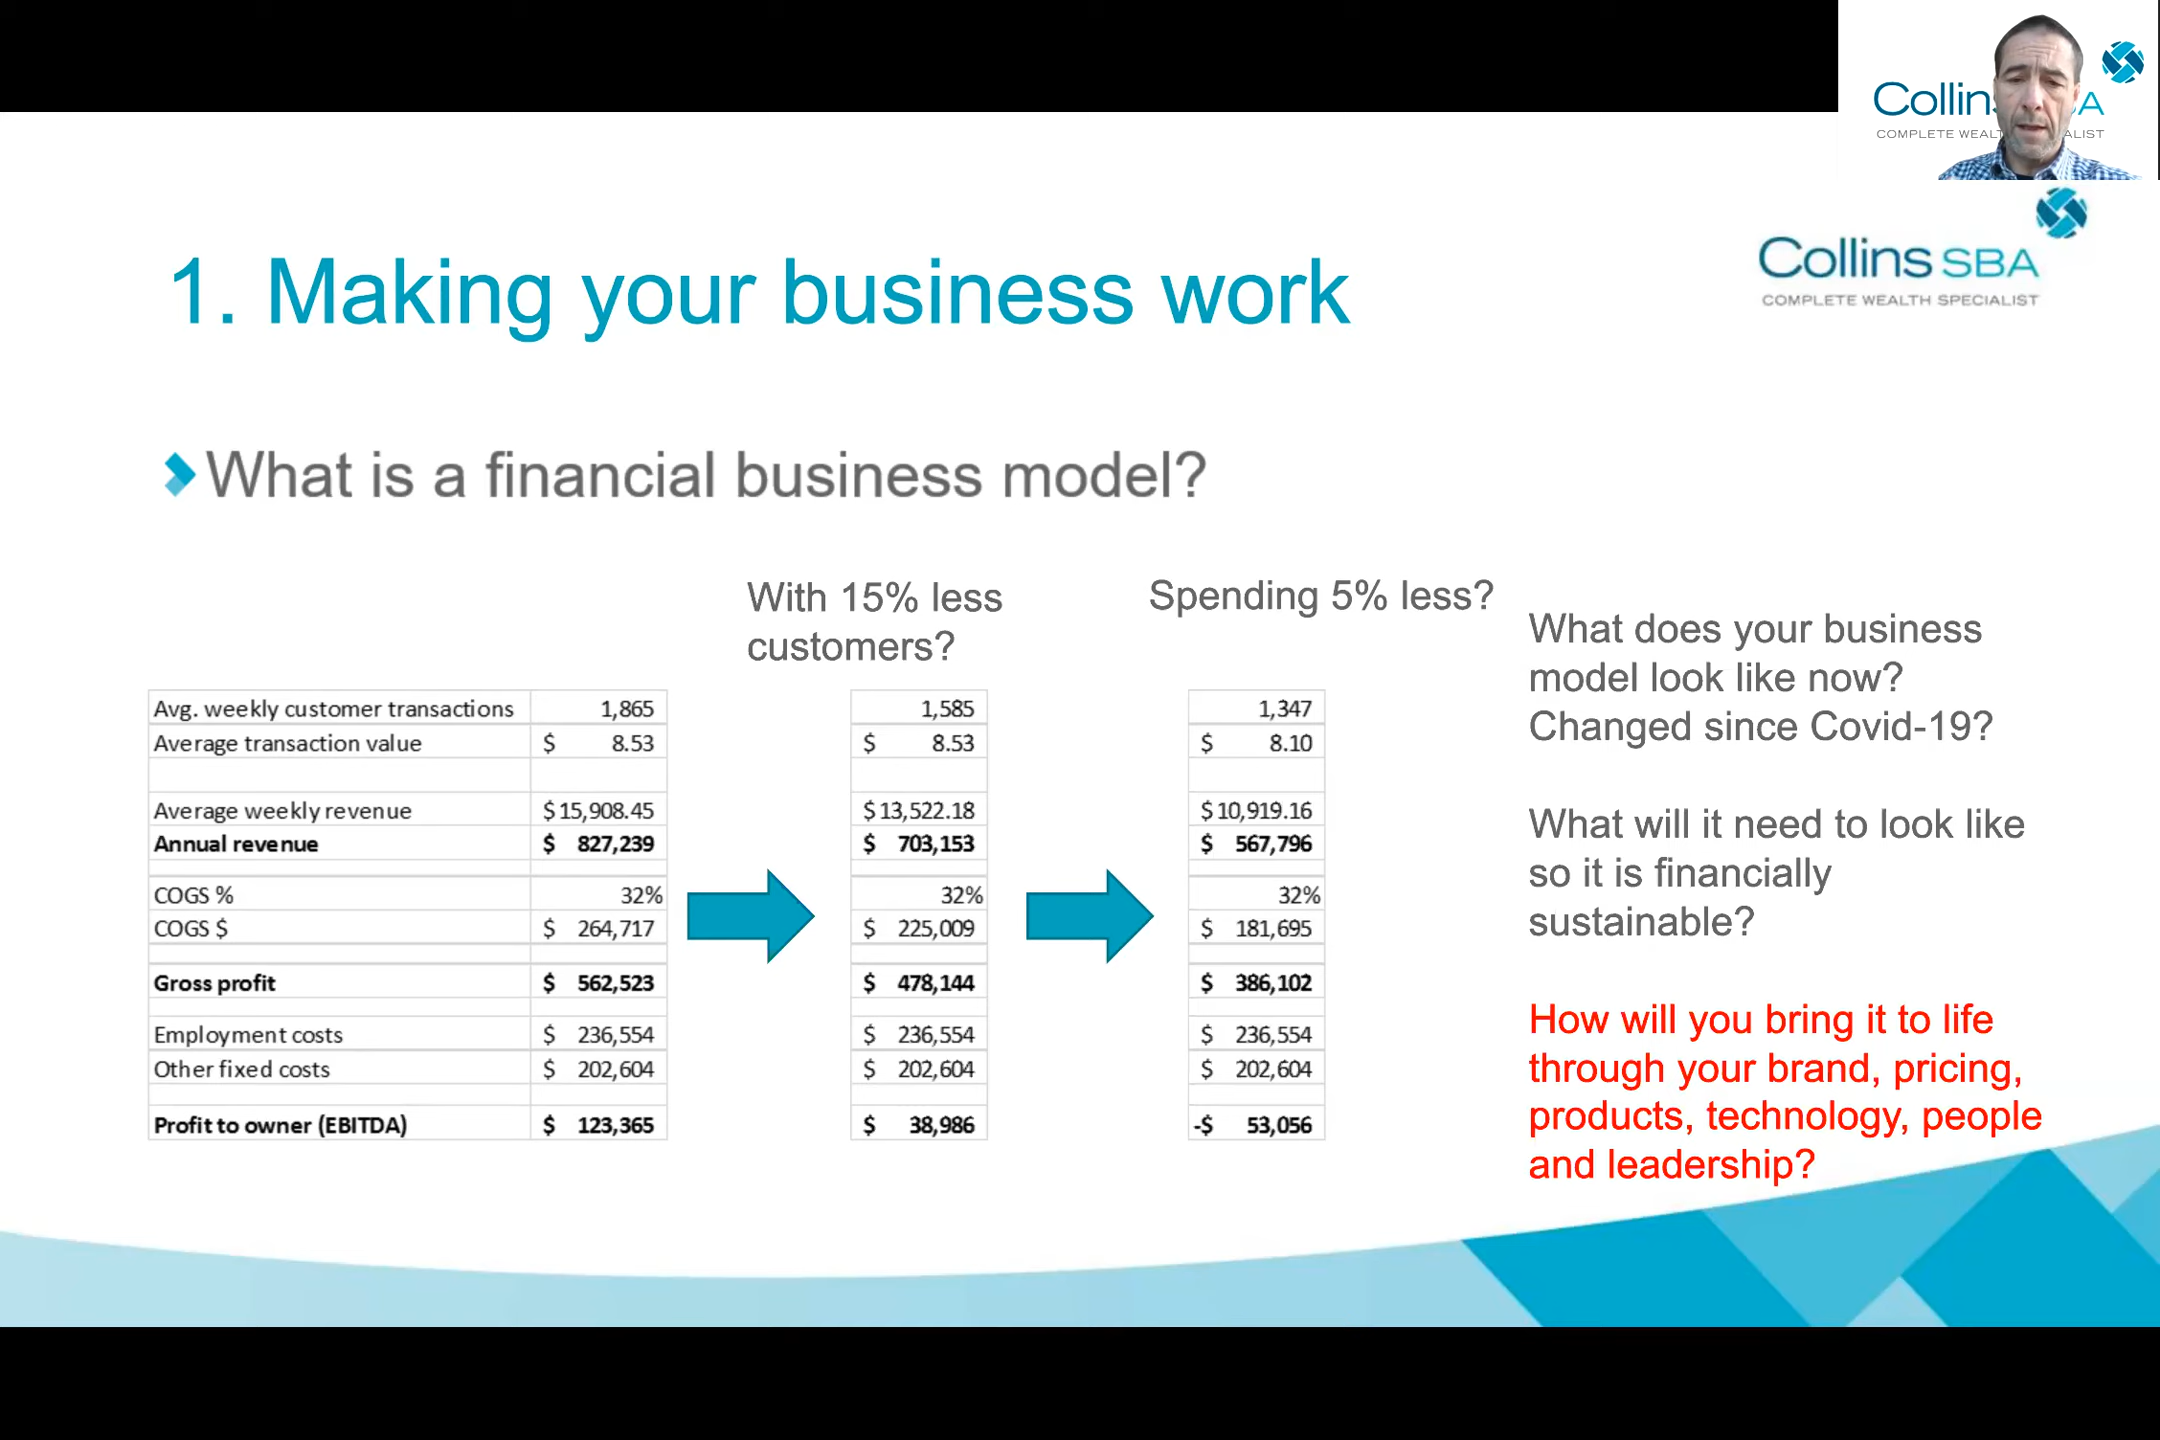 Collin
A
COMPLETE WEALT
ALIST
Collins SBA
COMPLETE WEALTH SPECIALIST
1. Making your business work
What is a financial business model?
With 15% less
customers?
Spending 5% less?
Avg. weekly customer transactions 1,865 1,585 1,347
Average transaction value $ 8.53 $ 8.53 $ 8.10
Average weekly revenue $15,908.45 $13,522.18 $10,919.16
Annual revenue $ 827,239 $ 703,153 $ 567,796
COGS % 32% 32% 32%
COGS $ $ 264,717 $ 225,009 $ 181,695
Gross profit $ 562,523 $ 478,144 $ 386,102
Employment costs $ 236,554 $ 236,554 $ 236,554
Other fixed costs $ 202,604 $ 202,604 $ 202,604
Profit to owner (EBITDA) $ 123,365 $ 38,986 -$ 53,056
What does your business
model look like now?
Changed since Covid-19?
What will it need to look like
so it is financially
sustainable?
How will you bring it to life
through your brand, pricing,
products, technology, people
and leadership?